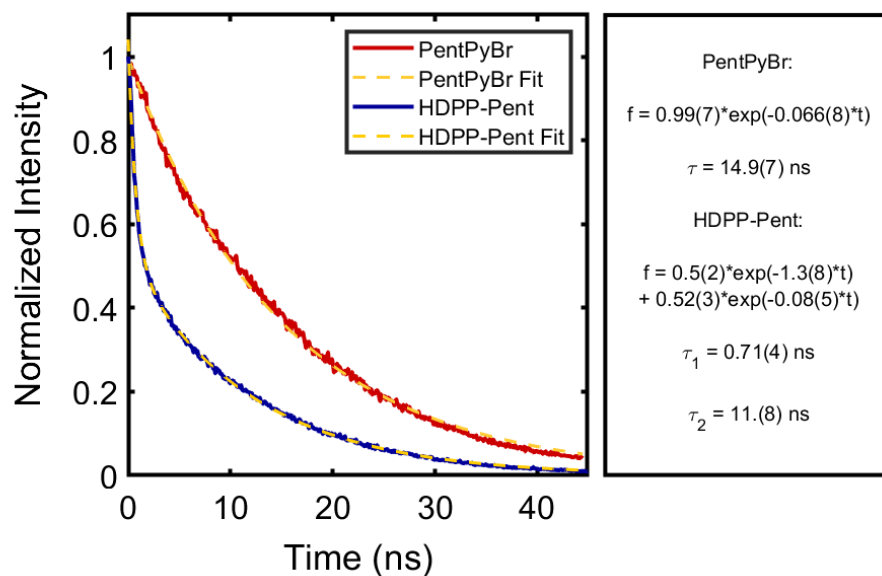 Normalized Intensity
1
0.8
0.6
0.4
0.2
0
0
10
20
30
40
Time (ns)
PentPyBr
PentPyBr Fit
HDPP-Pent
HDPP-Pent Fit
PentPyBr:
f = 0.99(7)*exp(-0.066(8)*t)
τ = 14.9(7) ns
HDPP-Pent:
f = 0.5(2)*exp(-1.3(8)*t)
+ 0.52(3)*exp(-0.08(5)*t)
τ₁ = 0.71(4) ns
τ₂ = 11.(8) ns